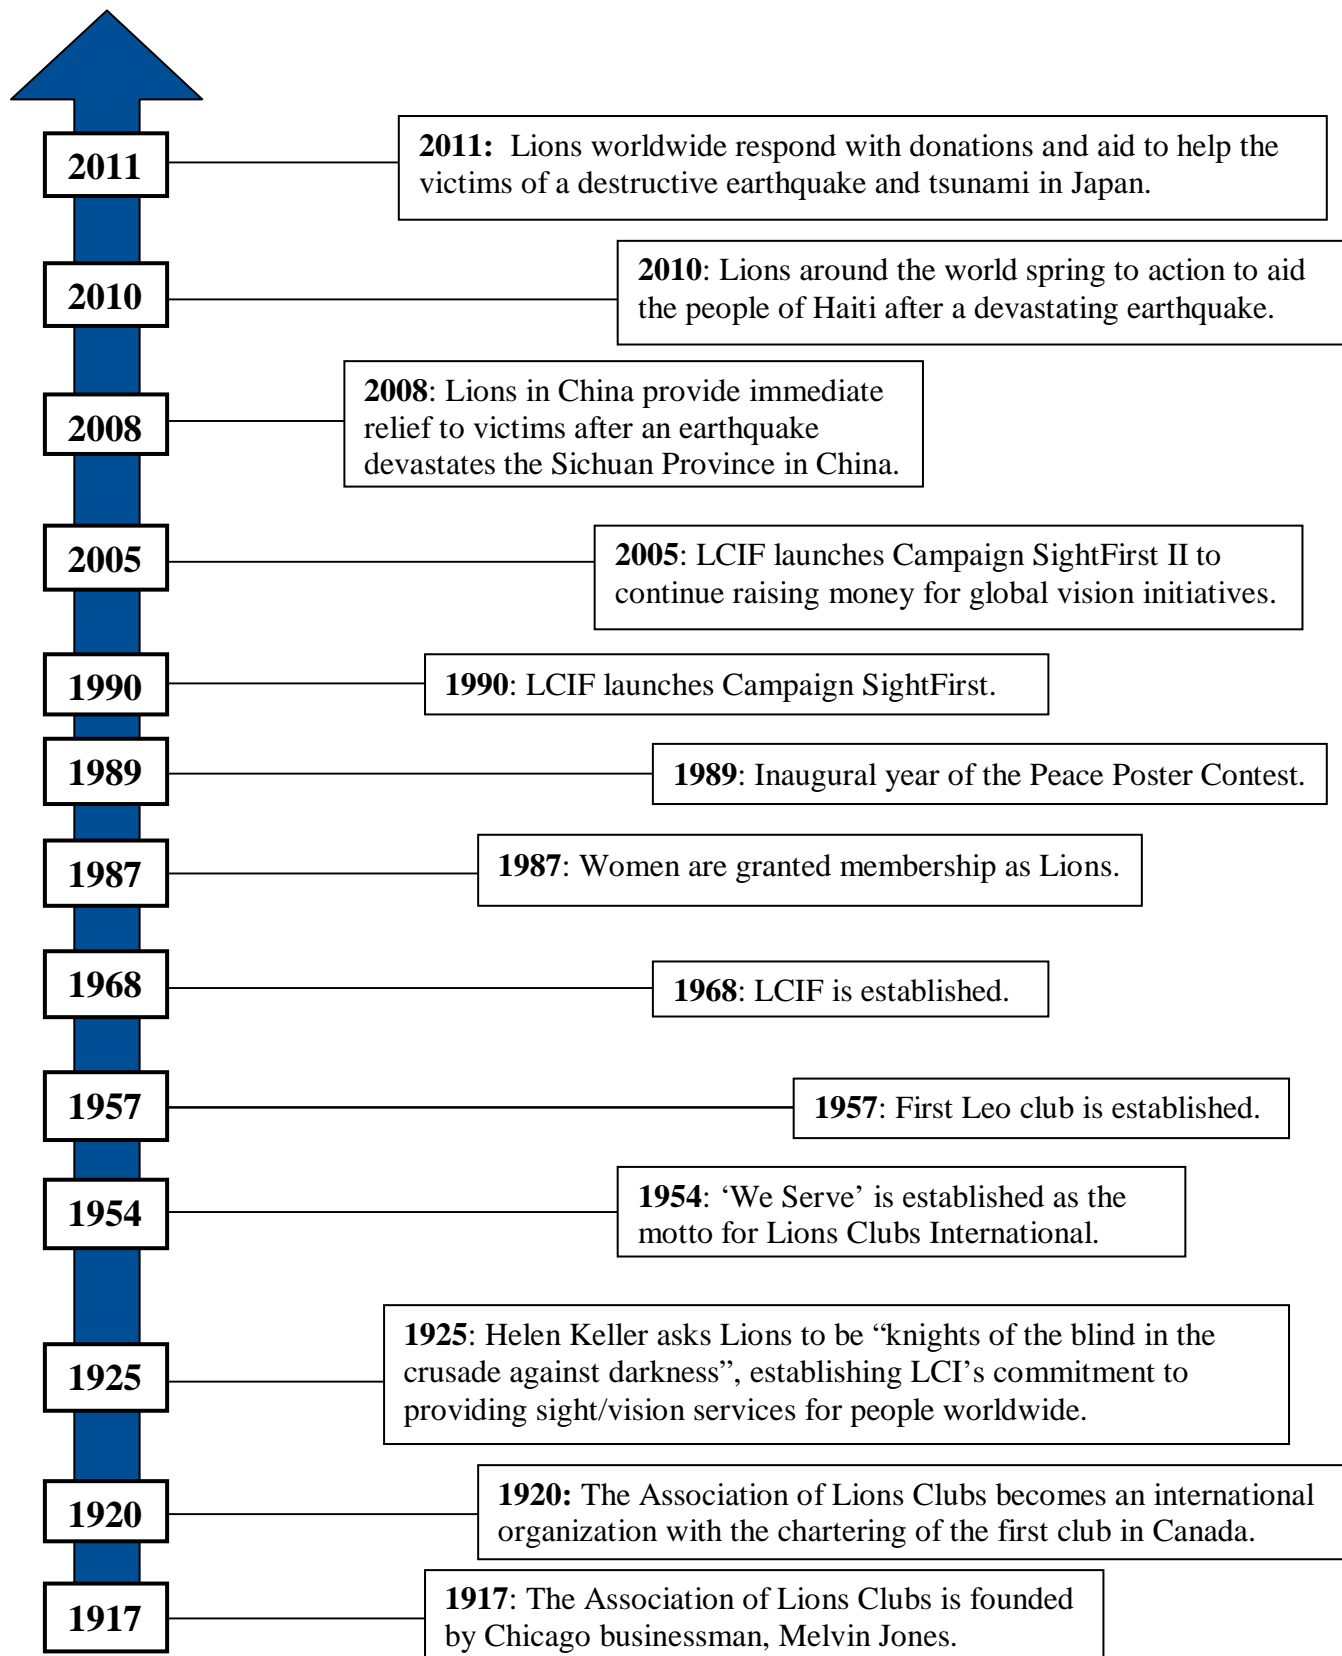 2011
2011: Lions worldwide respond with donations and aid to help the
victims of a destructive earthquake and tsunami in Japan.
2010
2010: Lions around the world spring to action to aid
the people of Haiti after a devastating earthquake.
2008
2008: Lions in China provide immediate
relief to victims after an earthquake
devastates the Sichuan Province in China.
2005
2005: LCIF launches Campaign SightFirst II to
continue raising money for global vision initiatives.
1990
1990: LCIF launches Campaign SightFirst.
1989
1989: Inaugural year of the Peace Poster Contest.
1987
1987: Women are granted membership as Lions.
1968
1968: LCIF is established.
1957
1957: First Leo club is established.
1954
1954: ‘We Serve’ is established as the
motto for Lions Clubs International.
1925
1925: Helen Keller asks Lions to be “knights of the blind in the
crusade against darkness”, establishing LCI’s commitment to
providing sight/vision services for people worldwide.
1920
1920: The Association of Lions Clubs becomes an international
organization with the chartering of the first club in Canada.
1917
1917: The Association of Lions Clubs is founded
by Chicago businessman, Melvin Jones.